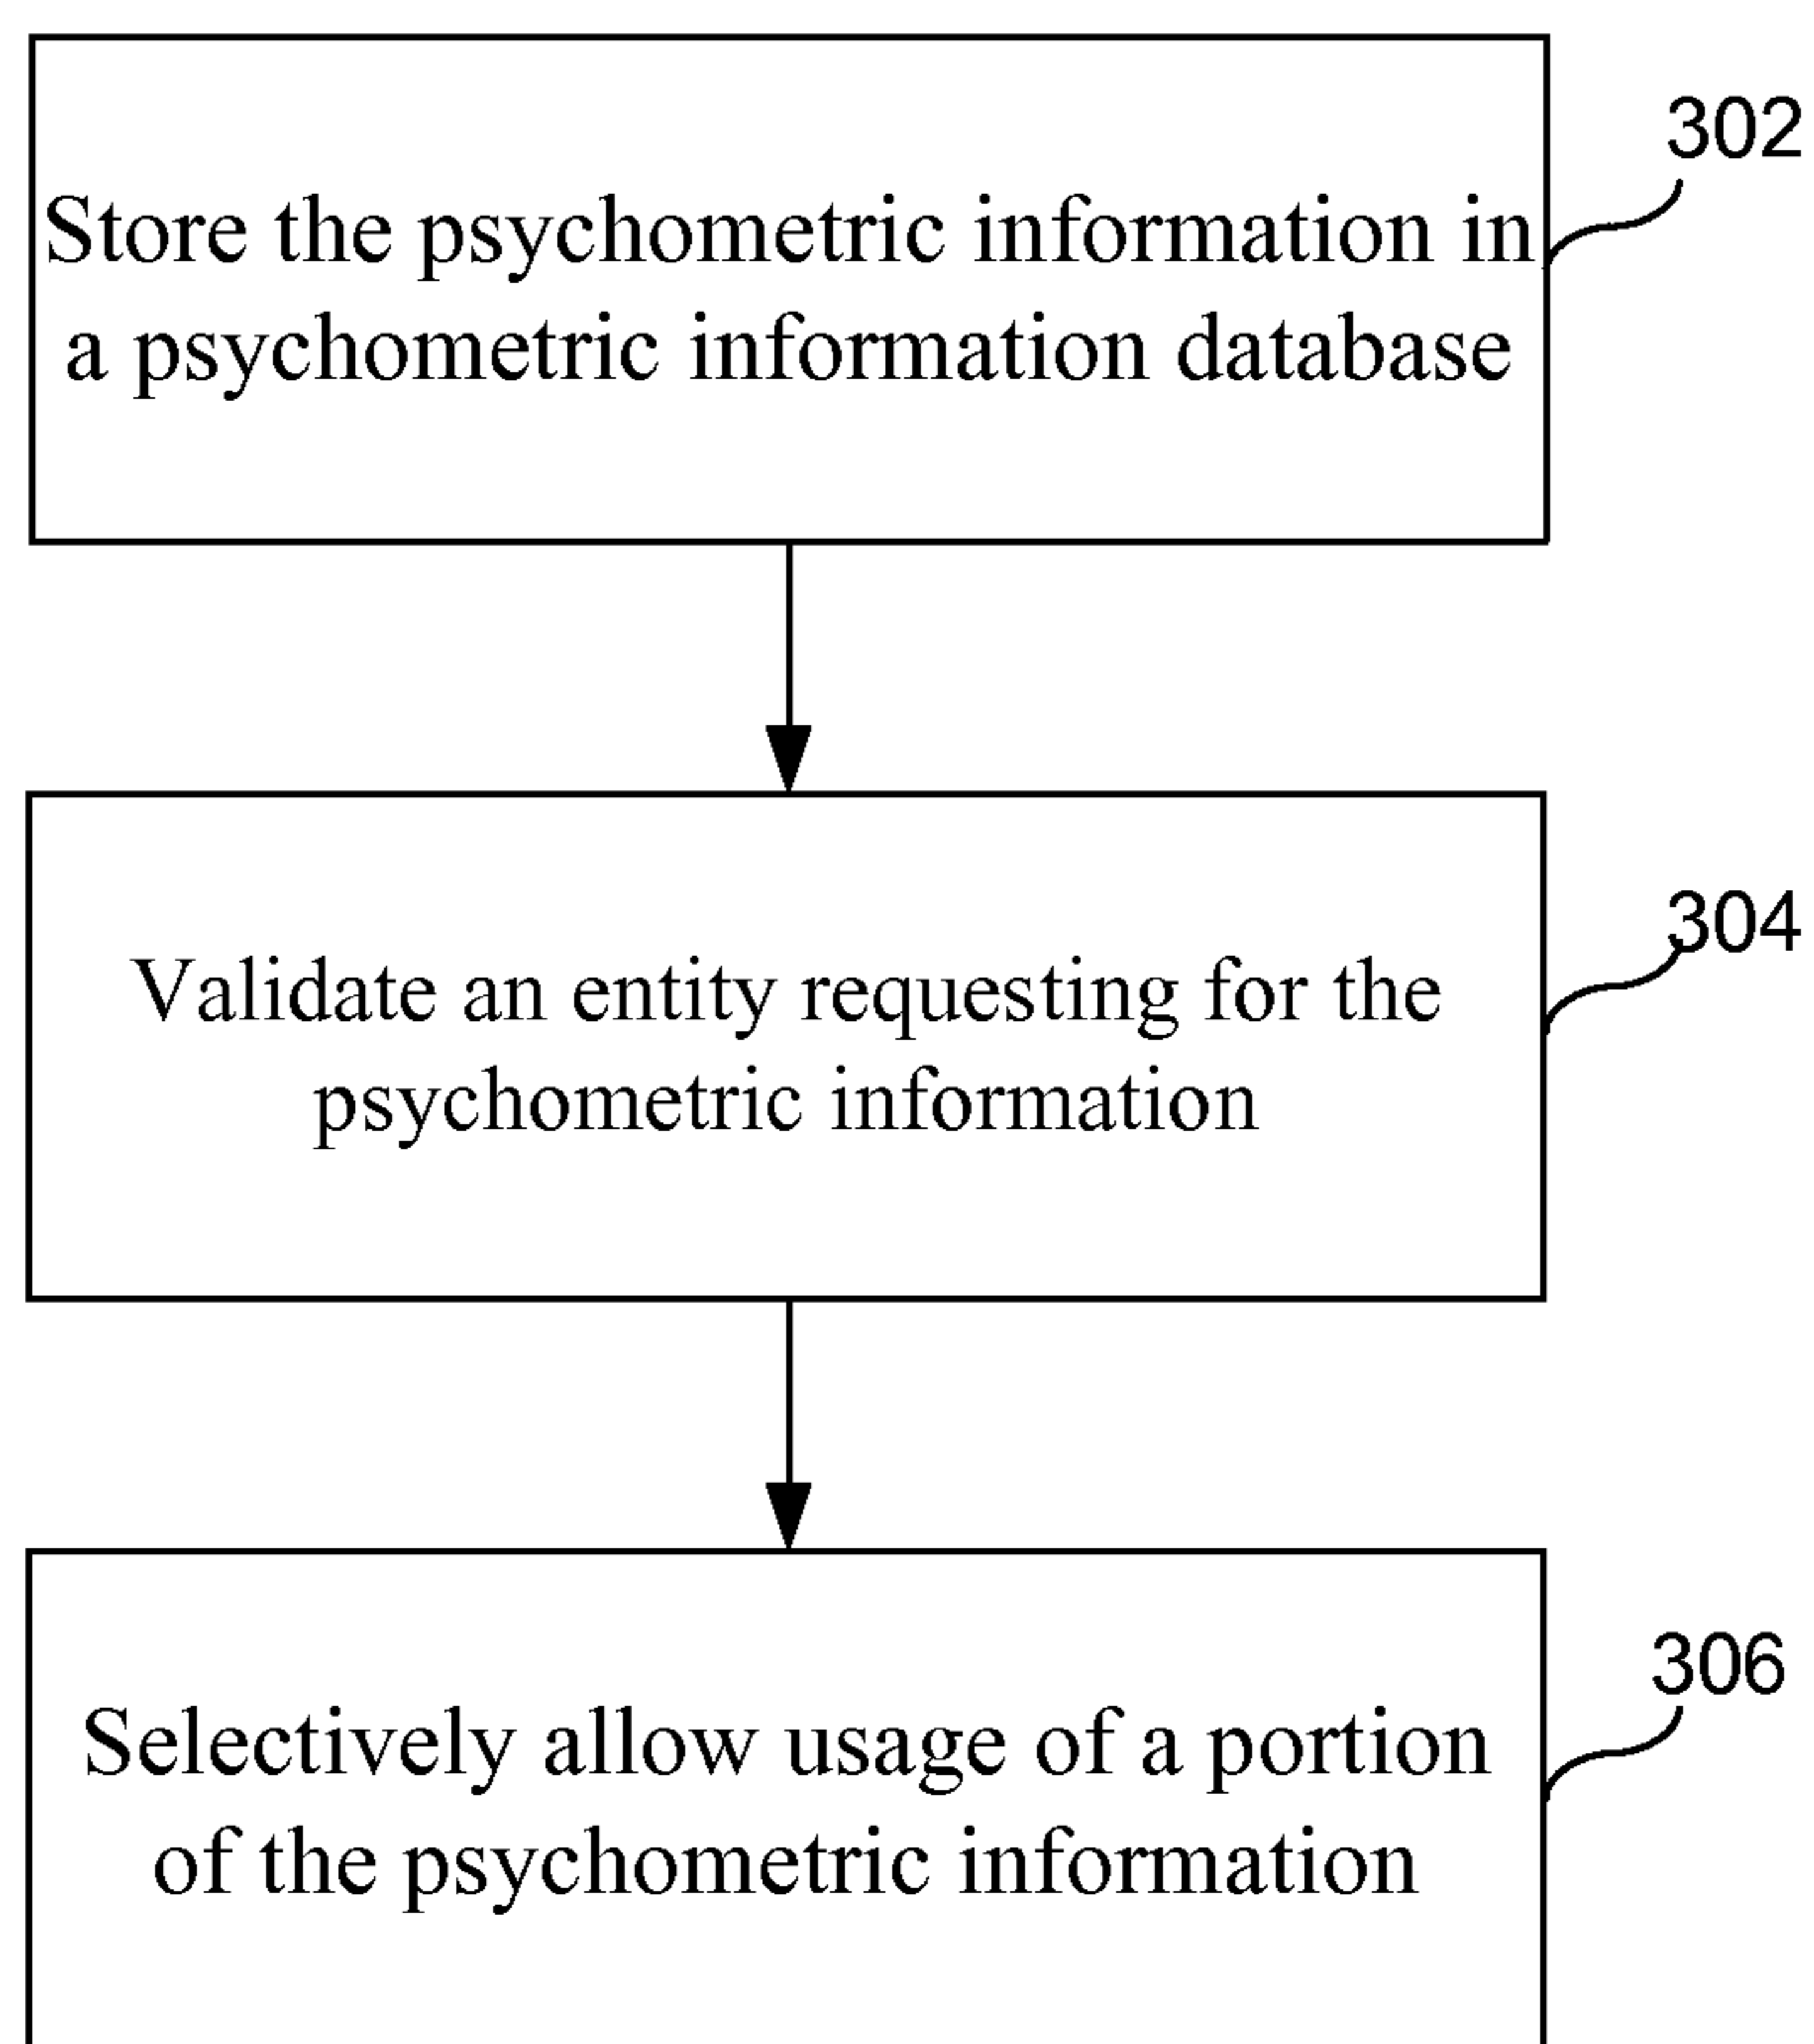 302
Store the psychometric information in
a psychometric information database
304
Validate an entity requesting for the
psychometric information
306
Selectively allow usage of a portion
of the psychometric information